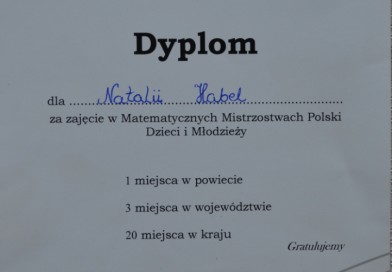 Dyplom
dla Natalii Habel
za zajęcie w Matematycznych Mistrzostwach Polski
Dzieci i Młodzieży
1 miejsca w powiecie
3 miejsca w województwie
20 miejsca w kraju
Gratulujemy